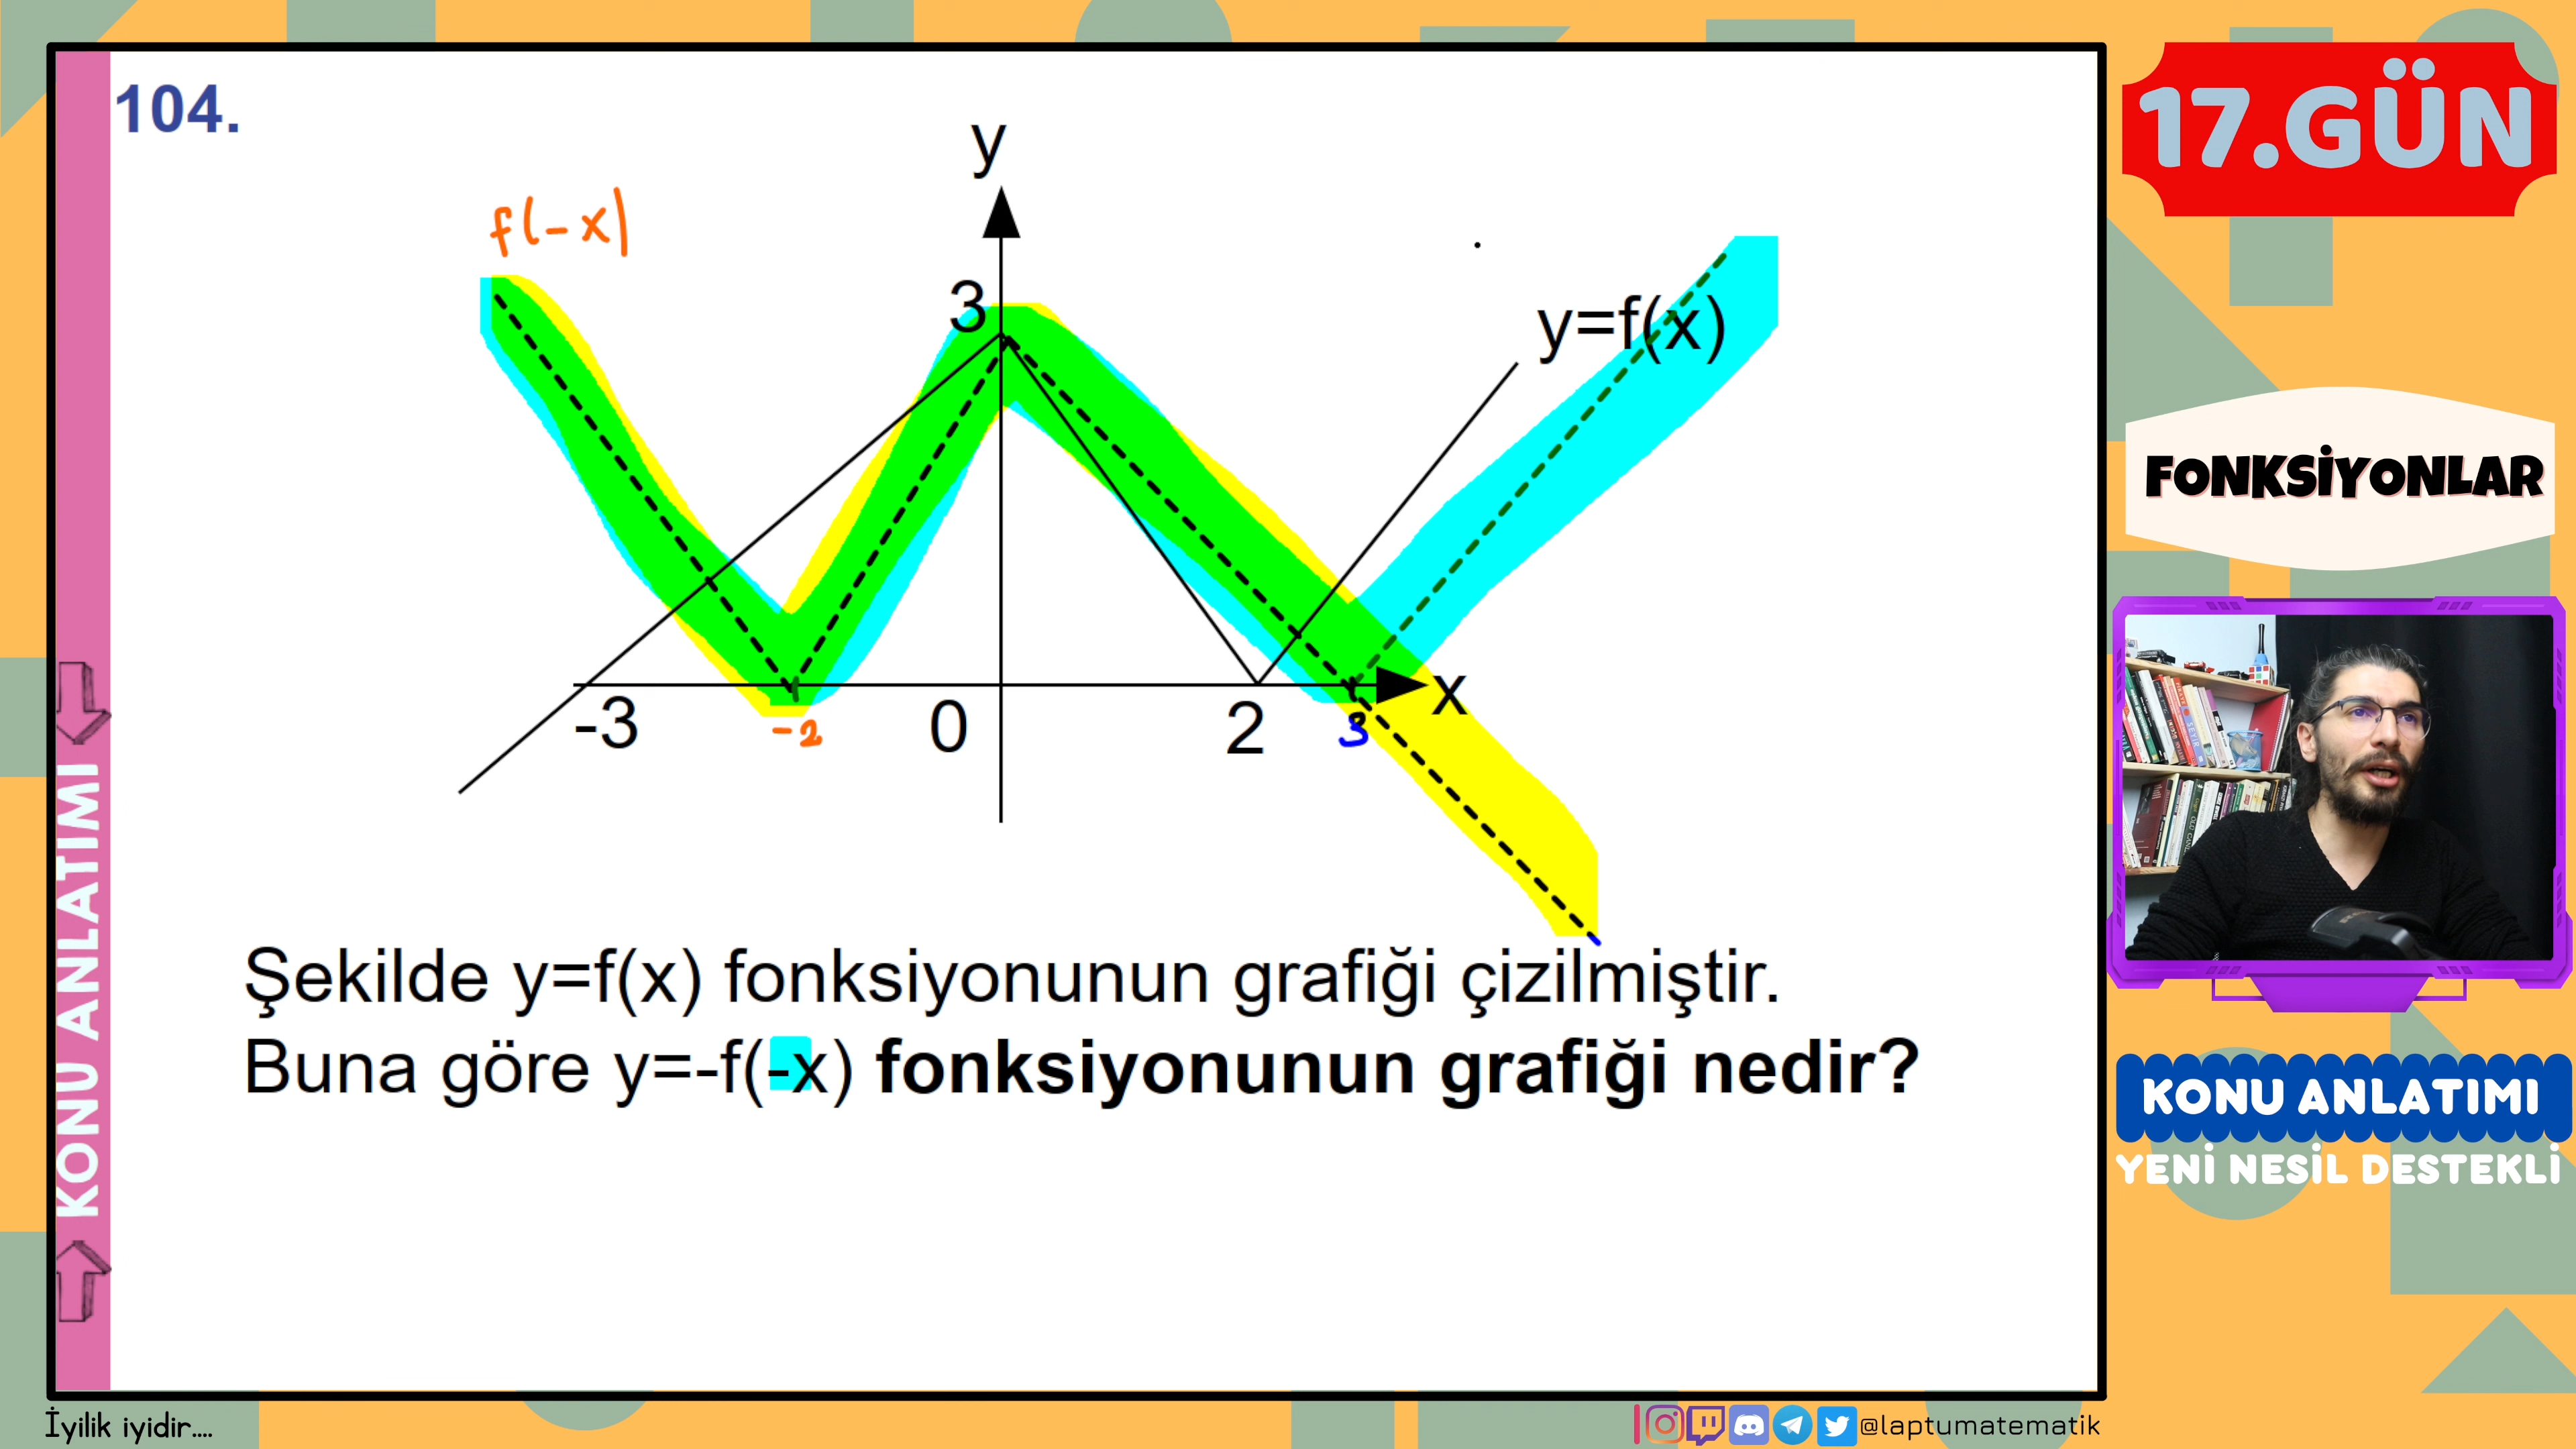 104.
17.GÜN
y
f(-x)
3
y=f(x)
FONKSİYONLAR
x
-3
-2
0
2
3
KONU ANLATIMI
Şekilde y=f(x) fonksiyonunun grafiği çizilmiştir.
Buna göre y=-f(-x) fonksiyonunun grafiği nedir?
KONU ANLATIMI
YENİ NESİL DESTEKLİ
İyilik iyidir....
@laptumatematik